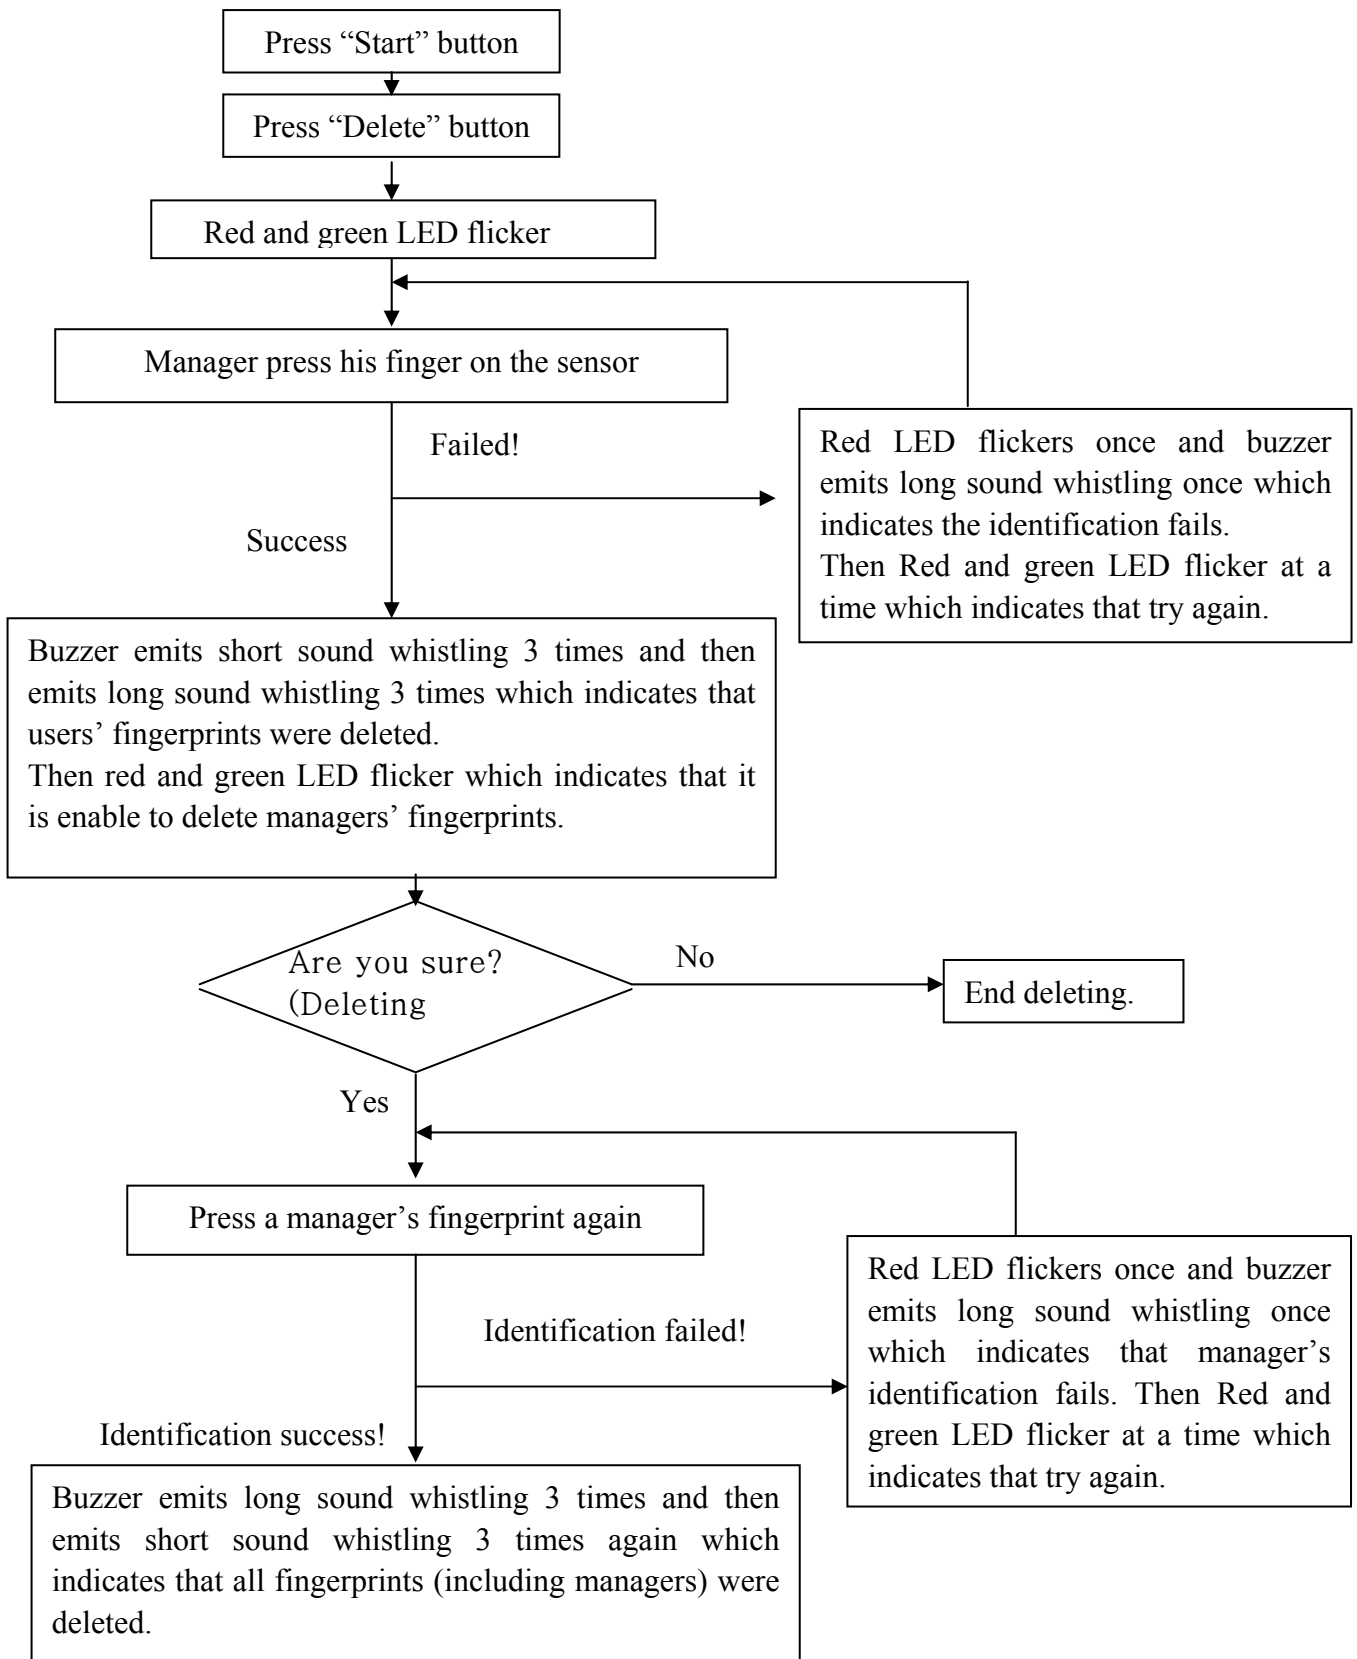 Press “Start” button
Press “Delete” button
Red and green LED flicker
Manager press his finger on the sensor
Failed!
Red LED flickers once and buzzer
emits long sound whistling once which
indicates the identification fails.
Then Red and green LED flicker at a
time which indicates that try again.
Success
Buzzer emits short sound whistling 3 times and then
emits long sound whistling 3 times which indicates that
users’ fingerprints were deleted.
Then red and green LED flicker which indicates that it
is enable to delete managers’ fingerprints.
Are you sure?
(Deleting
No
End deleting.
Yes
Press a manager’s fingerprint again
Identification failed!
Red LED flickers once and buzzer
emits long sound whistling once
which indicates that manager’s
identification fails. Then Red and
green LED flicker at a time which
indicates that try again.
Identification success!
Buzzer emits long sound whistling 3 times and then
emits short sound whistling 3 times again which
indicates that all fingerprints (including managers) were
deleted.